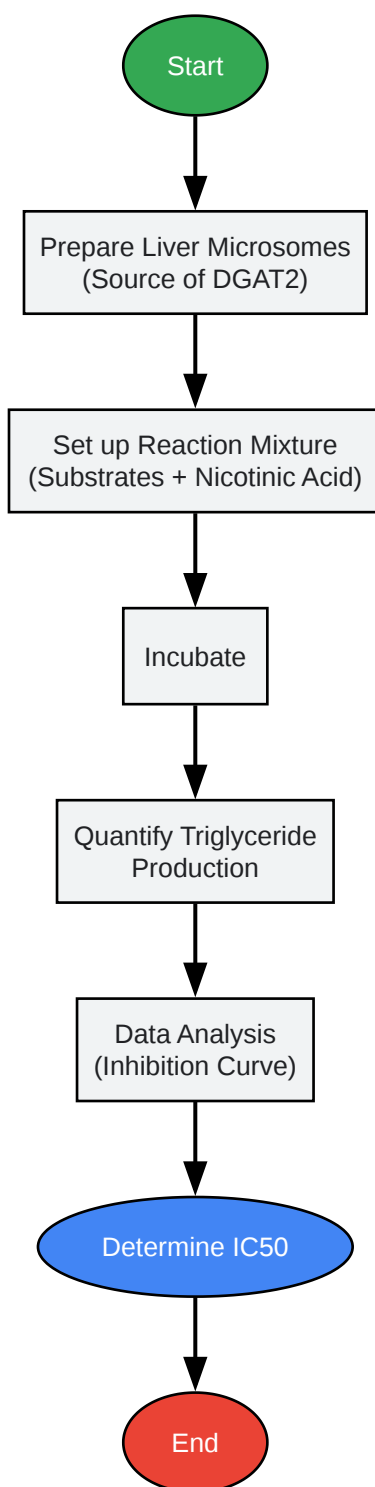 Start
Prepare Liver Microsomes
(Source of DGAT2)
Set up Reaction Mixture
(Substrates + Nicotinic Acid)
Incubate
Quantify Triglyceride
Production
Data Analysis
(Inhibition Curve)
Determine IC50
End